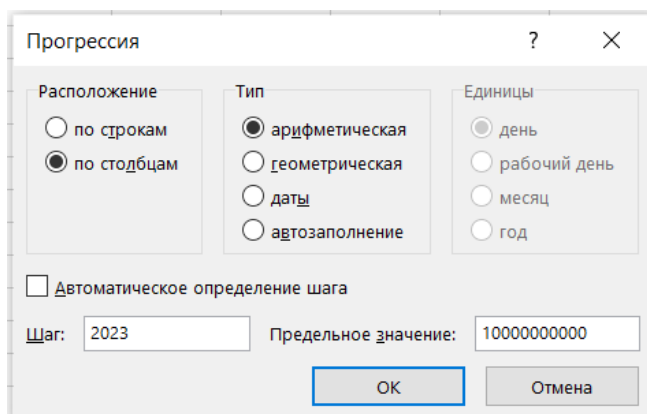 Прогрессия ?
Расположение Тип Единицы
по строкам арифметическая день
по столбцам геометрическая рабочий день
даты месяц
автозаполнение год
Автоматическое определение шага
Шаг: 2023 Предельное значение: 10000000000
ОК Отмена